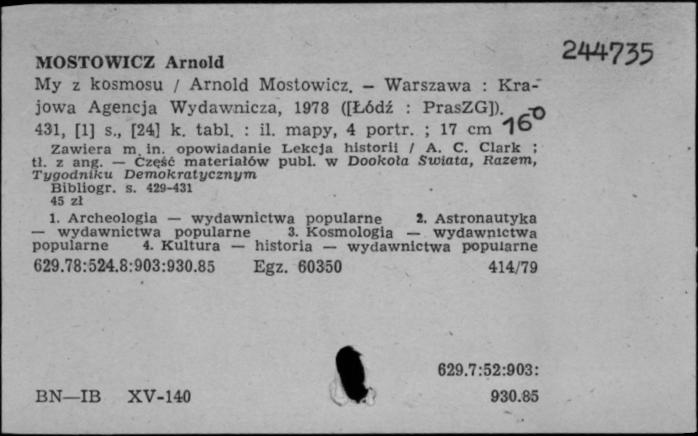 244735
MOSTOWICZ Arnold
My z kosmosu / Arnold Mostowicz. — Warszawa : Kra-
jowa Agencja Wydawnicza, 1978 ([Łódź : PrasZG]). —
431, [1] s., [24] k. tabl. : il. mapy, 4 portr. ; 17 cm 16°
Zawiera m. in. opowiadanie Lekcja historii / A. C. Clark ;
tł. z ang. — Część materiałów publ. w Dookoła Świata, Razem,
Tygodniku Demokratycznym
Bibliogr. s. 429-431
45 zł
1. Archeologia — wydawnictwa popularne 2. Astronautyka
— wydawnictwa popularne 3. Kosmologia — wydawnictwa
popularne 4. Kultura — historia — wydawnictwa popularne
629.78:524.8:903:930.85 Egz. 60350 414/79
629.7:52:903:
BN—IB XV-140 930.85